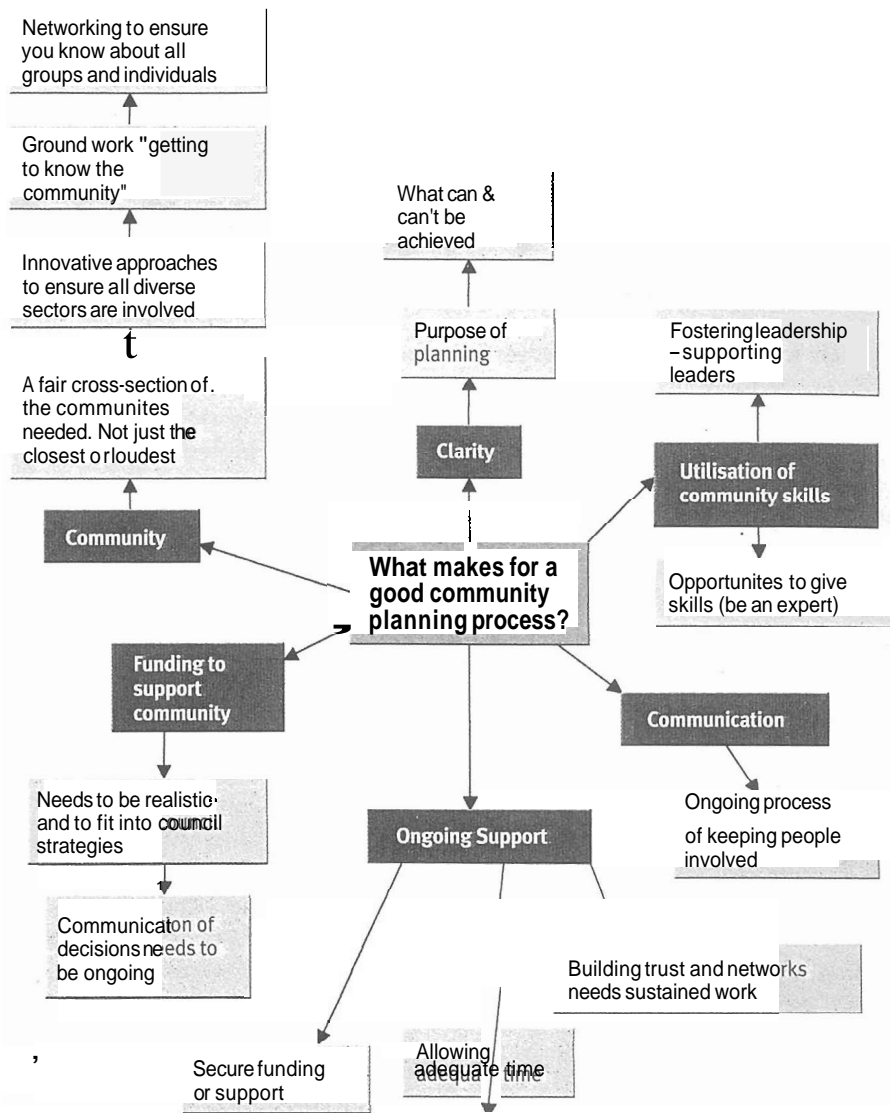 Networking to ensure
you know about all
groups and individuals
Ground work "getting
to know the
community"
Innovative approaches
to ensure all diverse
sectors are involved
t
A fair cross-section of.
the communites
needed. Not just the
closest or loudest
Community
What can &
can't be
achieved
Purpose of
planning
Clarity
Fostering leadership
– supporting
leaders
Utilisation of
community skills
Opportunites to give
skills (be an expert)
What makes for a
good community
planning process?
Funding to
support
community
Needs to be realistic
and to fit into council
strategies
Communication of
decisions needs to
be ongoing
Communication
Ongoing process
of keeping people
involved
Ongoing Support
Building trust and networks
needs sustained work
Allowing
adequate time
Secure funding
or support